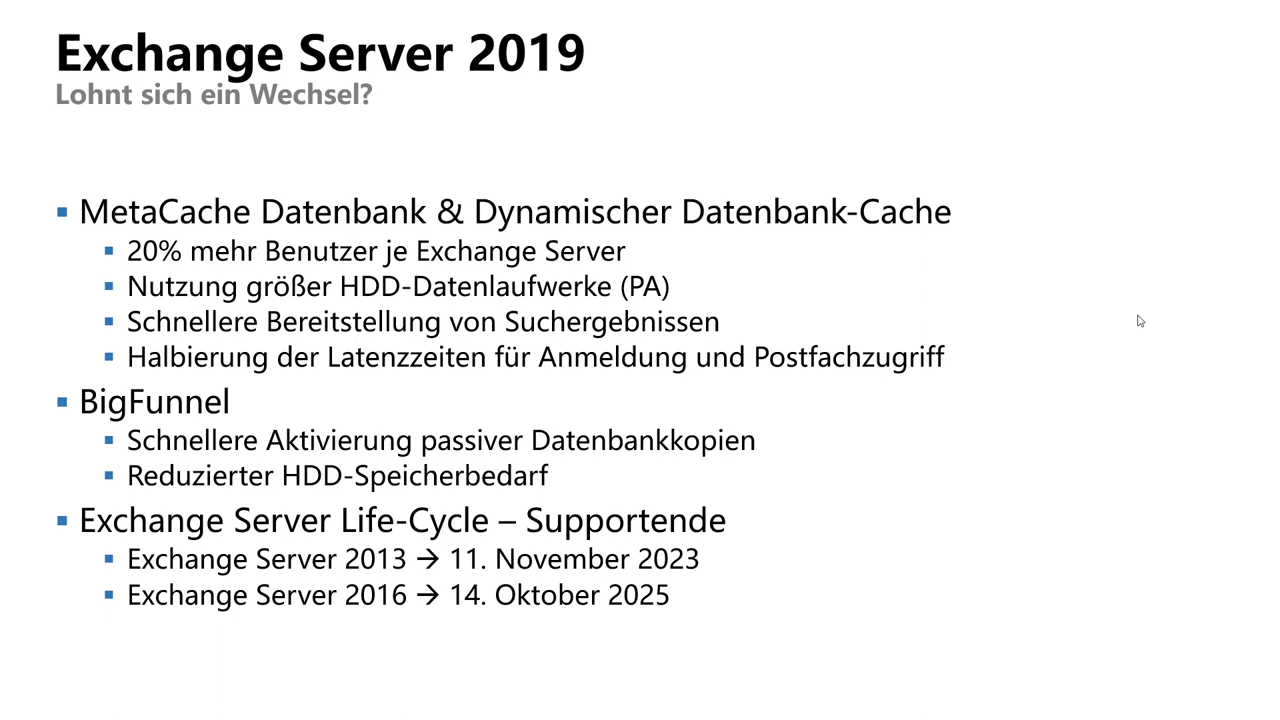 Exchange Server 2019
Lohnt sich ein Wechsel?
▪ MetaCache Datenbank & Dynamischer Datenbank-Cache
▪ 20% mehr Benutzer je Exchange Server
▪ Nutzung größer HDD-Datenlaufwerke (PA)
▪ Schnellere Bereitstellung von Suchergebnissen
▪ Halbierung der Latenzzeiten für Anmeldung und Postfachzugriff
▪ BigFunnel
▪ Schnellere Aktivierung passiver Datenbankkopien
▪ Reduzierter HDD-Speicherbedarf
▪ Exchange Server Life-Cycle – Supportende
▪ Exchange Server 2013 → 11. November 2023
▪ Exchange Server 2016 → 14. Oktober 2025